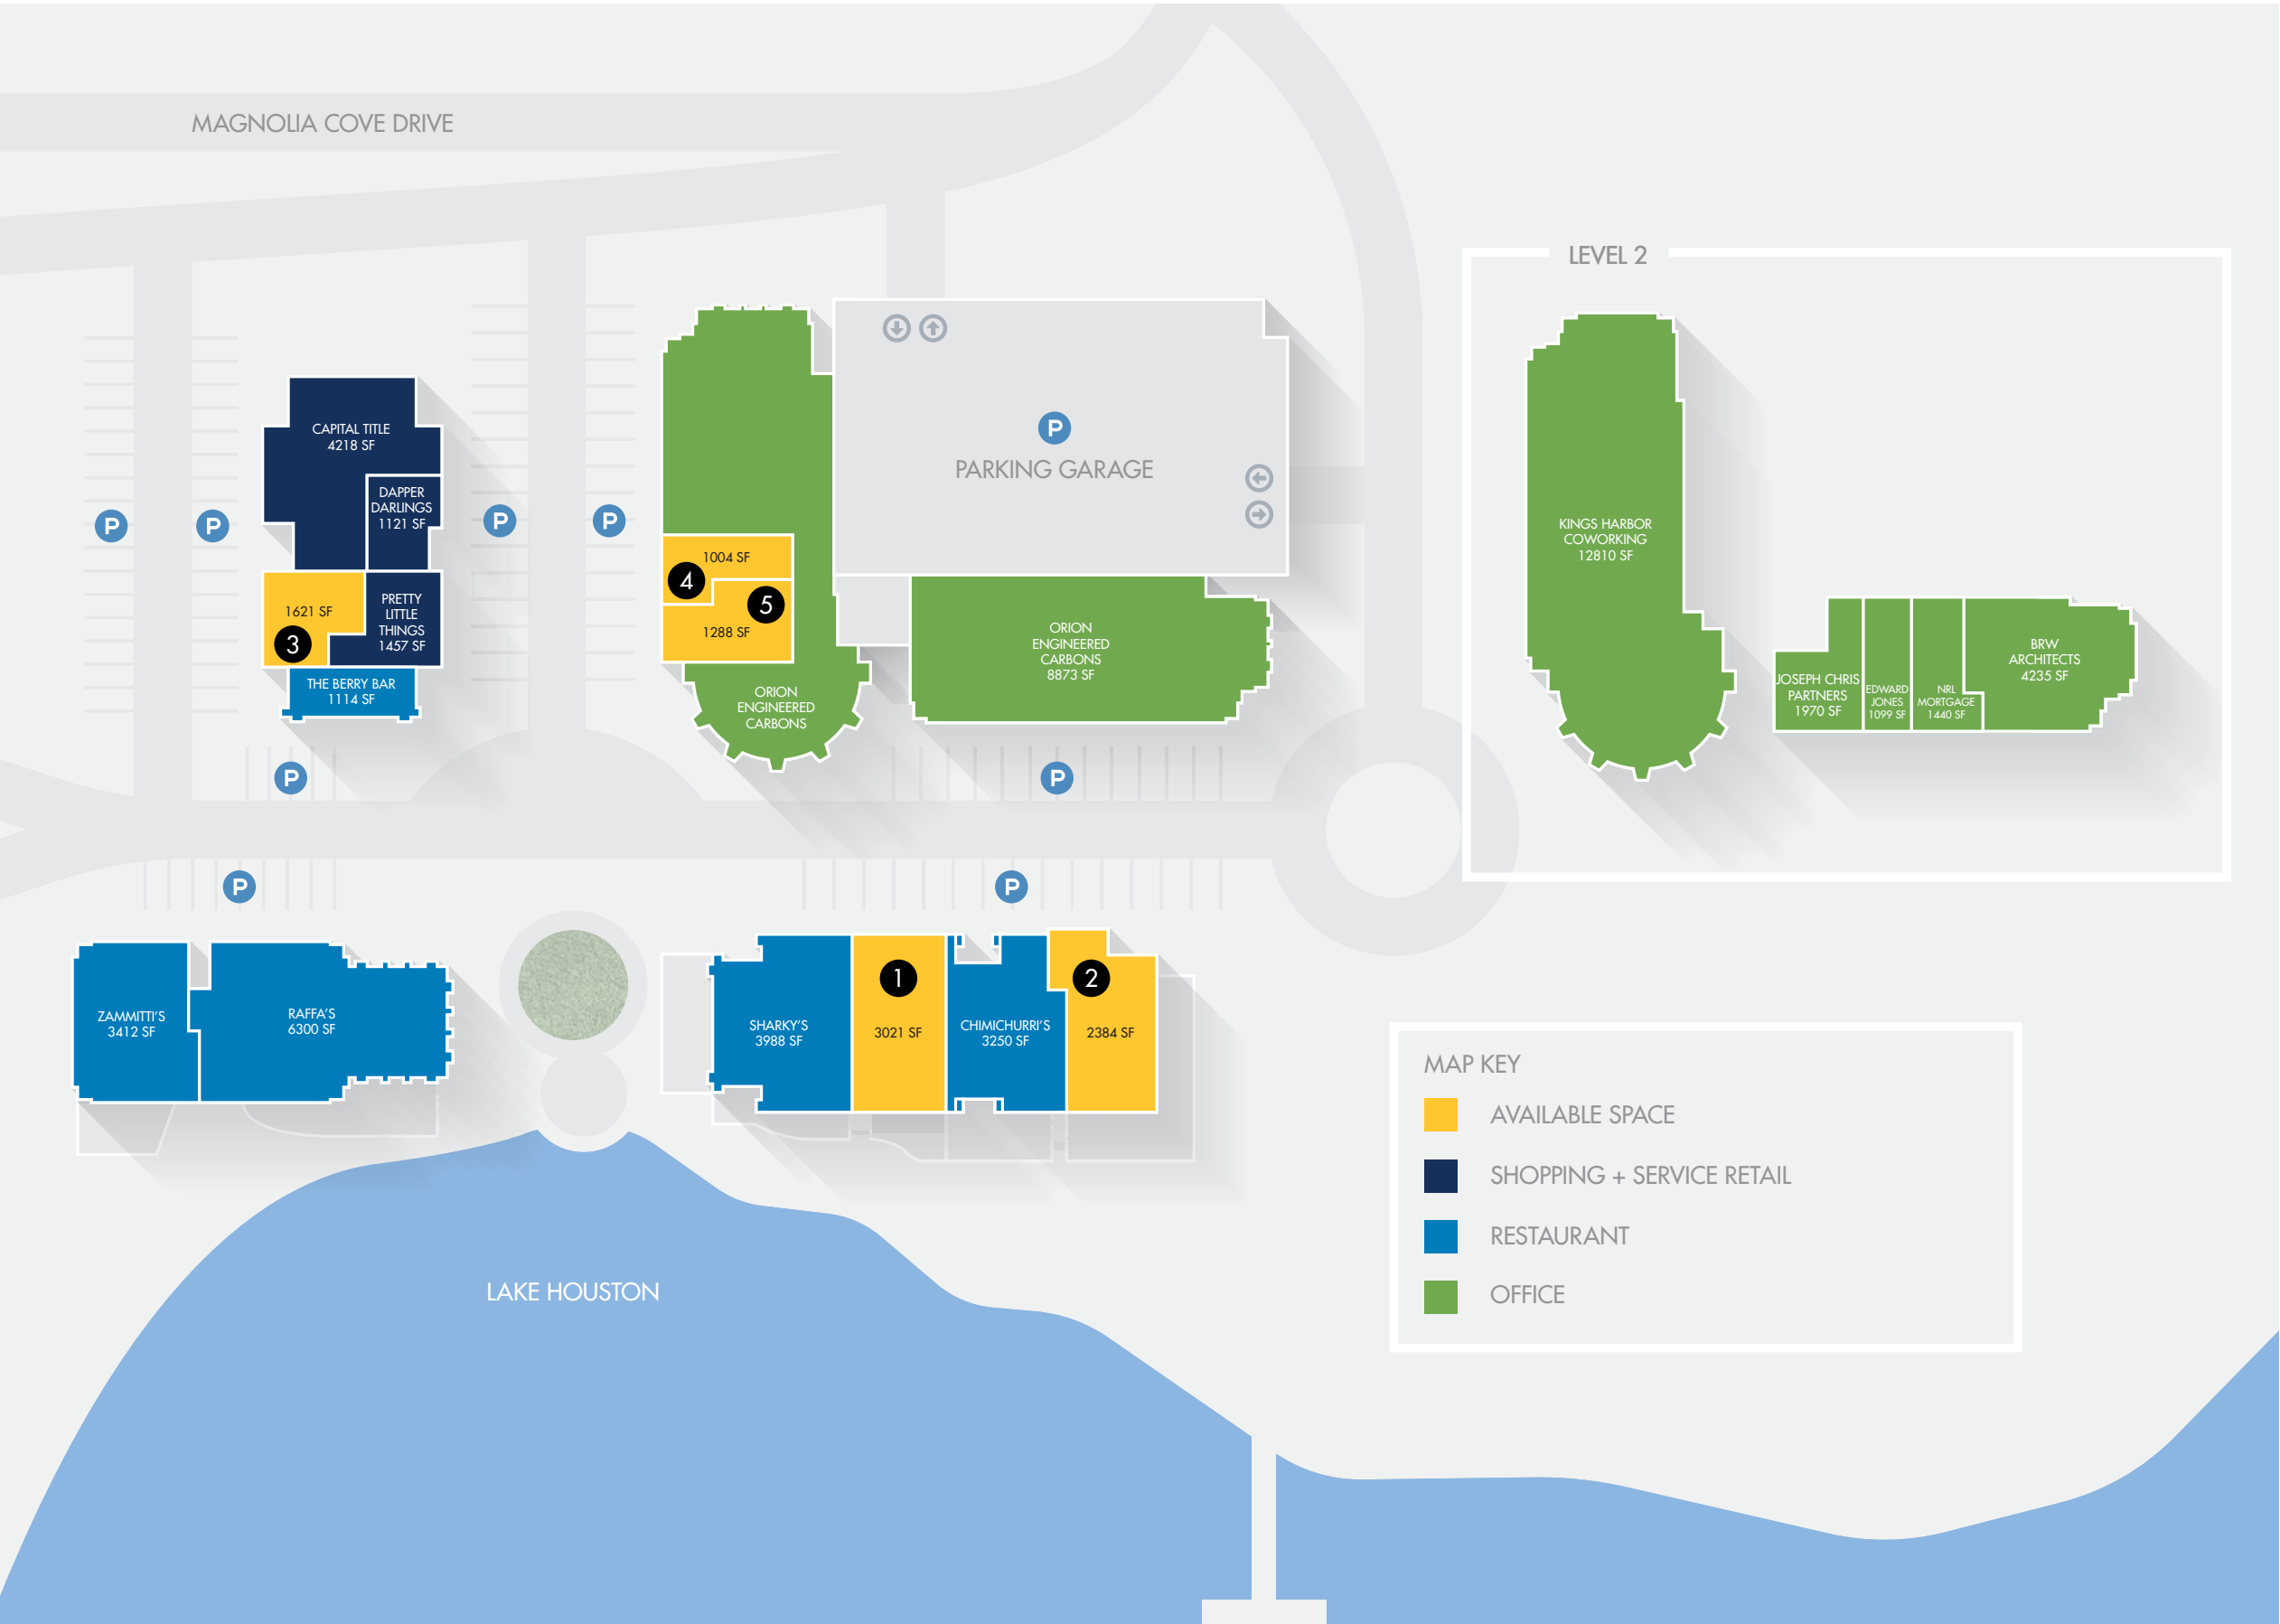 MAGNOLIA COVE DRIVE
LEVEL 2
CAPITAL TITLE
4218 SF
DAPPER
DARLINGS
1121 SF
P
P
P
P
1621 SF
3
PRETTY
LITTLE
THINGS
1457 SF
THE BERRY BAR
1114 SF
P
1004 SF
4
5
1288 SF
ORION
ENGINEERED
CARBONS
P
PARKING GARAGE
ORION
ENGINEERED
CARBONS
8873 SF
P
KINGS HARBOR
COWORKING
12810 SF
JOSEPH CHRIS
PARTNERS
1970 SF
EDWARD
JONES
1099 SF
NRL
MORTGAGE
1440 SF
BRW
ARCHITECTS
4235 SF
P
P
ZAMMITTI'S
3412 SF
RAFFA'S
6300 SF
SHARKY'S
3988 SF
1
3021 SF
CHIMICHURRI'S
3250 SF
2
2384 SF
LAKE HOUSTON
MAP KEY
AVAILABLE SPACE
SHOPPING + SERVICE RETAIL
RESTAURANT
OFFICE